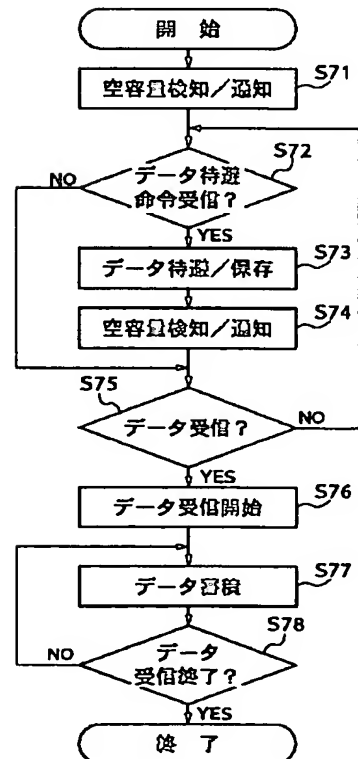 開 始
S71
空容量検知／通知
S72
NO
データ待避
命令受信？
YES
S73
データ待避／保存
S74
空容量検知／通知
S75
データ受信？
NO
YES
S76
データ受信開始
S77
データ蓄積
S78
NO
データ
受信終了？
YES
終 了